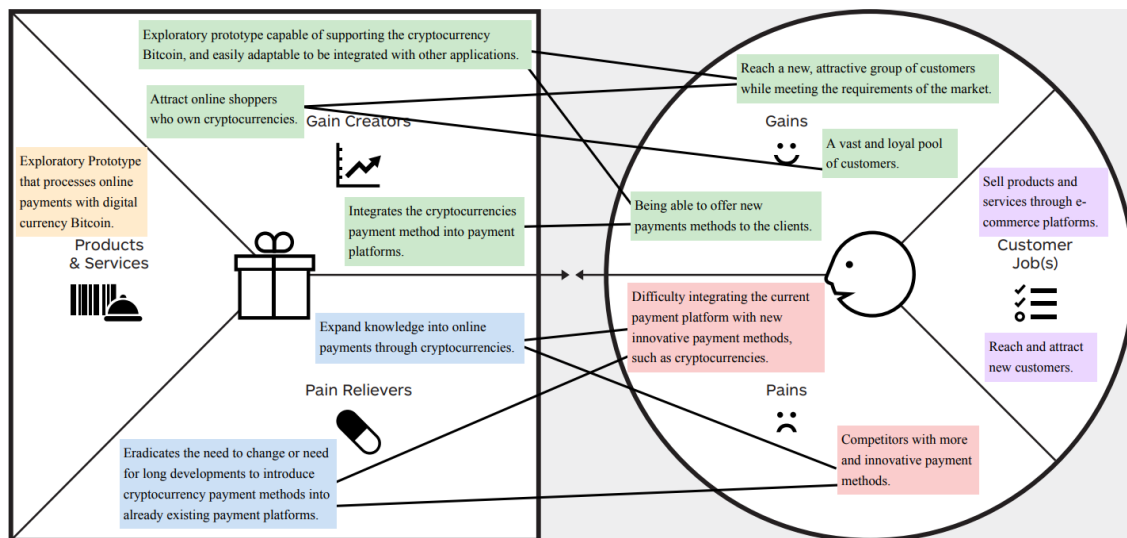 Exploratory prototype capable of supporting the cryptocurrency
Bitcoin, and easily adaptable to be integrated with other applications.
Attract online shoppers
who own cryptocurrencies.
Gain Creators
Exploratory Prototype
that processes online
payments with digital
currency Bitcoin.
Products
& Services
Integrates the cryptocurrencies
payment method into payment
platforms.
Expand knowledge into online
payments through cryptocurrencies.
Pain Relievers
Eradicates the need to change or need
for long developments to introduce
cryptocurrency payment methods into
already existing payment platforms.
Reach a new, attractive group of customers
while meeting the requirements of the market.
Gains
A vast and loyal pool
of customers.
Being able to offer new
payments methods to the clients.
Sell products and
services through e-
commerce platforms.
Customer
Job(s)
Reach and attract
new customers.
Difficulty integrating the current
payment platform with new
innovative payment methods,
such as cryptocurrencies.
Pains
Competitors with more
and innovative payment
methods.